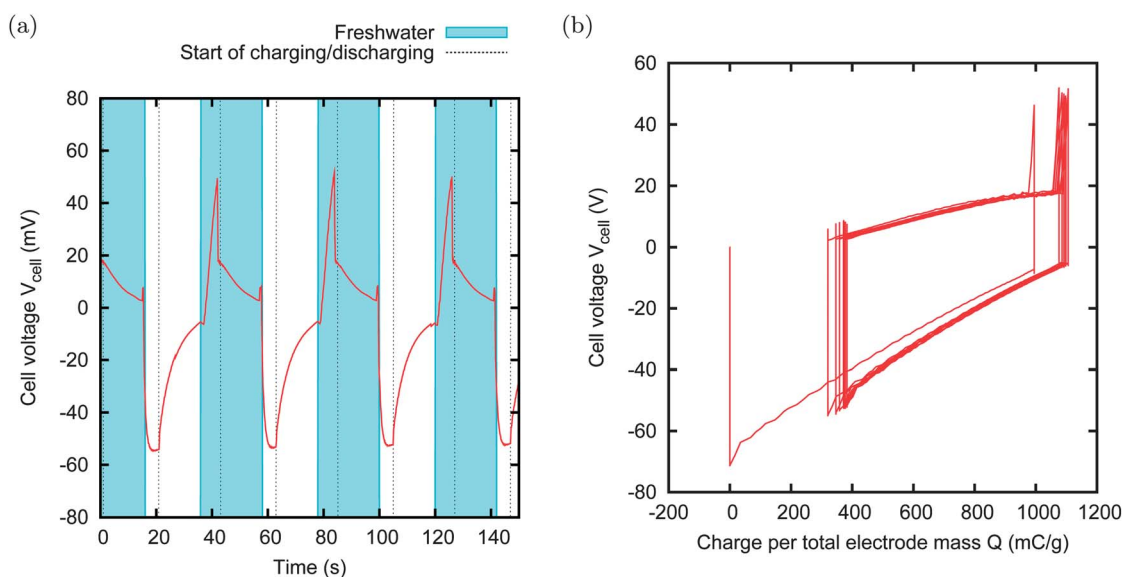 (a)
Freshwater
Start of charging/discharging
80
60
40
20
0
-20
-40
-60
-80
0 20 40 60 80 100 120 140
Cell voltage Vcell (mV)
Time (s)
(b)
60
40
20
0
-20
-40
-60
-80
-200 0 200 400 600 800 1000 1200
Cell voltage Vcell (V)
Charge per total electrode mass Q (mC/g)